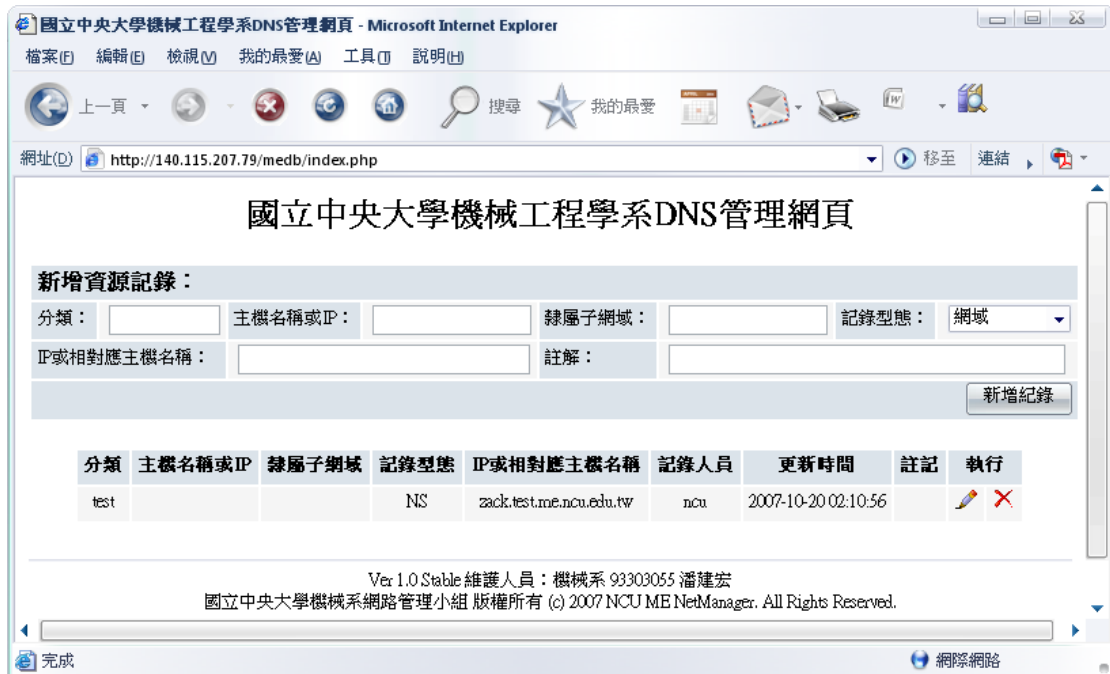 國立中央大學機械工程學系DNS管理網頁 - Microsoft Internet Explorer
檔案(F) 編輯(E) 檢視(V) 我的最愛(A) 工具(T) 說明(H)
上一頁 搜尋 我的最愛
網址(D) http://140.115.207.79/medb/index.php 移至 連結
國立中央大學機械工程學系DNS管理網頁
新增資源記錄：
分類： 主機名稱或IP： 隸屬子網域： 記錄型態： 網域
IP或相對應主機名稱： 註解：
新增紀錄
分類 主機名稱或IP 隸屬子網域 記錄型態 IP或相對應主機名稱 記錄人員 更新時間 註記 執行
test NS zack.test.me.ncu.edu.tw ncu 2007-10-20 02:10:56
Ver 1.0 Stable 維護人員：機械系 93303055 潘建宏
國立中央大學機械系網路管理小組 版權所有 (c) 2007 NCU ME NetManager. All Rights Reserved.
完成 網際網路